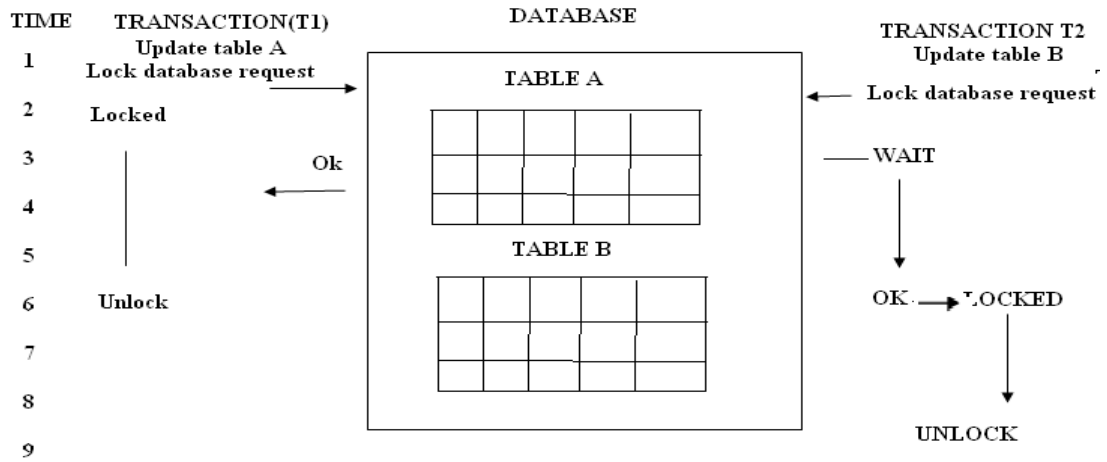 DATABASE
TIME TRANSACTION(T1)
Update table A
Lock database request
TRANSACTION T2
Update table B
Lock database request
1
2 Locked
3
4
5
6 Unlock
7
8
9
Ok
TABLE A
TABLE B
WAIT
OK LOCKED
UNLOCK